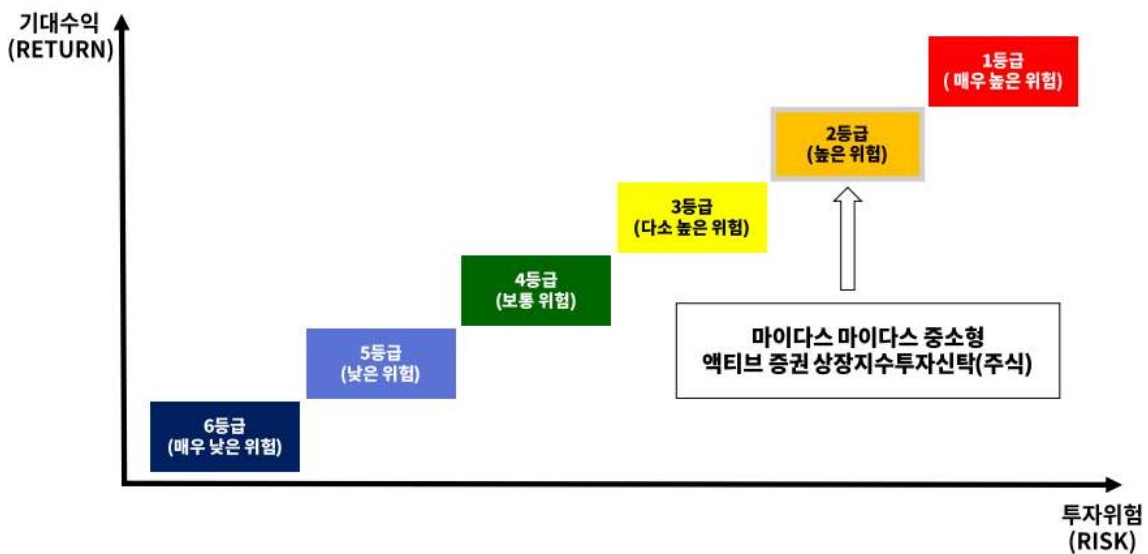 기대수익
(RETURN)
1등급
( 매우 높은 위험)
2등급
(높은 위험)
3등급
(다소 높은 위험)
4등급
(보통 위험)
마이다스 마이다스 중소형
액티브 증권 상장지수투자신탁(주식)
5등급
(낮은 위험)
6등급
(매우 낮은 위험)
투자위험
(RISK)